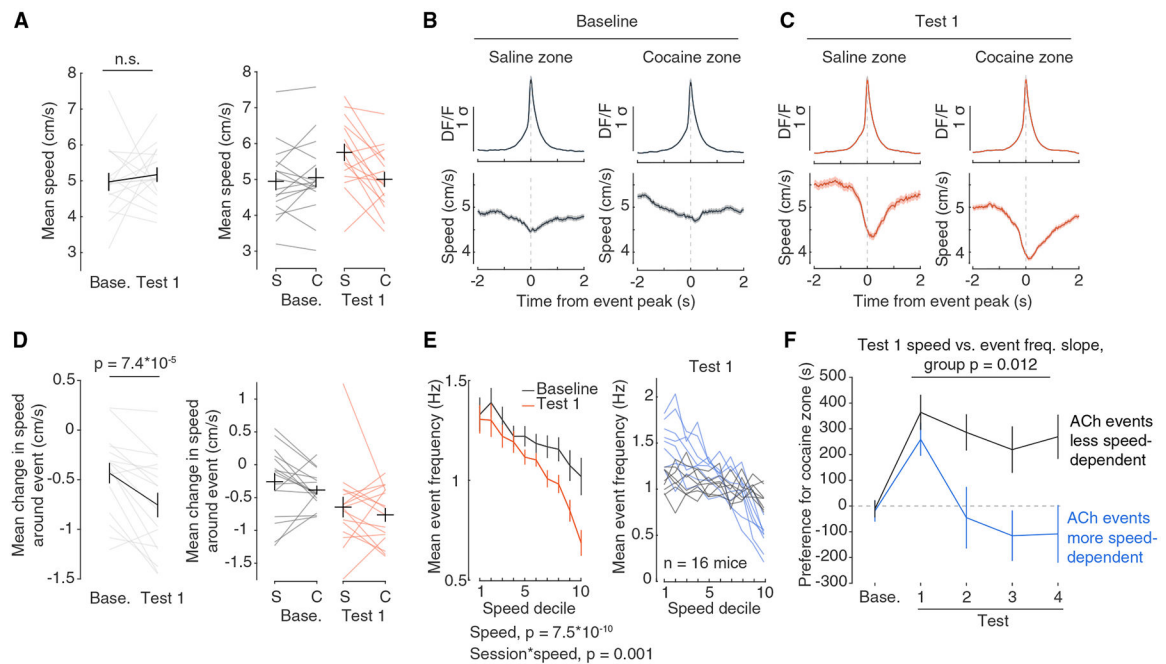 A
n.s.
Mean speed (cm/s)
8
7
6
5
4
3
Base. Test 1
Mean speed (cm/s)
8
7
6
5
4
3
S C S C
Base. Test 1
B
Baseline
Saline zone Cocaine zone
DF/F
1 σ
DF/F
1 σ
Speed (cm/s)
5
4
Speed (cm/s)
5
4
-2 0 2 -2 0 2
Time from event peak (s)
C
Test 1
Saline zone Cocaine zone
DF/F
1 σ
DF/F
1 σ
Speed (cm/s)
5
4
Speed (cm/s)
5
4
-2 0 2 -2 0 2
Time from event peak (s)
D
p = 7.4*10-5
Mean change in speed
around event (cm/s)
0.5
0
-0.5
-1
-1.5
Base. Test 1
Mean change in speed
around event (cm/s)
1
0.5
0
-0.5
-1
-1.5
S C S C
Base. Test 1
E
Mean event frequency (Hz)
1.5
1
0.5
Baseline
Test 1
1 5 10
Speed decile
Test 1
Mean event frequency (Hz)
2
1.5
1
0.5
0
n = 16 mice
1 5 10
Speed decile
Speed, p = 7.5*10-10
Session*speed, p = 0.001
F
Test 1 speed vs. event freq. slope,
group p = 0.012
Preference for cocaine zone (s)
500
400
300
200
100
0
-100
-200
-300
ACh events
less speed-
dependent
ACh events
more speed-
dependent
Base. 1 2 3 4
Test